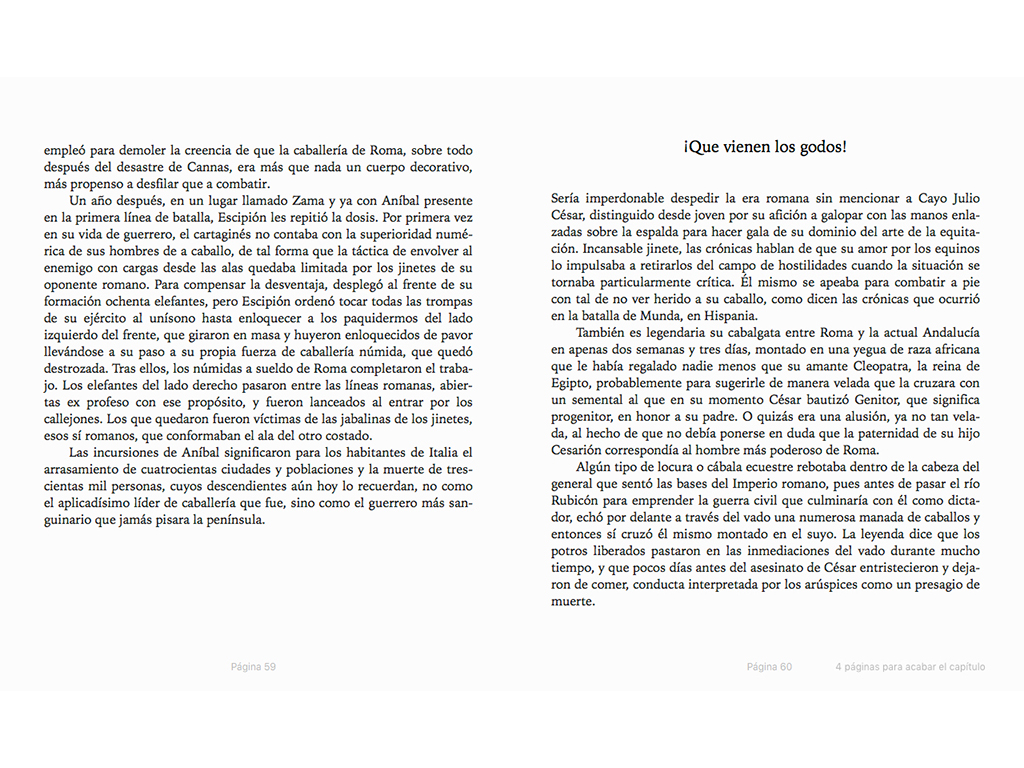 empleó para demoler la creencia de que la caballería de Roma, sobre todo
después del desastre de Cannas, era más que nada un cuerpo decorativo,
más propenso a desfilar que a combatir.
Un año después, en un lugar llamado Zama y ya con Aníbal presente
en la primera línea de batalla, Escipión les repitió la dosis. Por primera vez
en su vida de guerrero, el cartaginés no contaba con la superioridad numé-
rica de sus hombres de a caballo, de tal forma que la táctica de envolver al
enemigo con cargas desde las alas quedaba limitada por los jinetes de su
oponente romano. Para compensar la desventaja, desplegó al frente de su
formación ochenta elefantes, pero Escipión ordenó tocar todas las trompas
de su ejército al unísono hasta enloquecer a los paquidermos del lado
izquierdo del frente, que giraron en masa y huyeron enloquecidos de pavor
llevándose a su paso a su propia fuerza de caballería númida, que quedó
destrozada. Tras ellos, los númidas a sueldo de Roma completaron el traba-
jo. Los elefantes del lado derecho pasaron entre las líneas romanas, abier-
tas ex profeso con ese propósito, y fueron lanceados al entrar por los
callejones. Los que quedaron fueron víctimas de las jabalinas de los jinetes,
esos sí romanos, que conformaban el ala del otro costado.
Las incursiones de Aníbal significaron para los habitantes de Italia el
arrasamiento de cuatrocientas ciudades y poblaciones y la muerte de tres-
cientas mil personas, cuyos descendientes aún hoy lo recuerdan, no como
el aplicadísimo líder de caballería que fue, sino como el guerrero más san-
guinario que jamás pisara la península.
Página 59
¡Que vienen los godos!
Sería imperdonable despedir la era romana sin mencionar a Cayo Julio
César, distinguido desde joven por su afición a galopar con las manos enla-
zadas sobre la espalda para hacer gala de su dominio del arte de la equita-
ción. Incansable jinete, las crónicas hablan de que su amor por los equinos
lo impulsaba a retirarlos del campo de hostilidades cuando la situación se
tornaba particularmente crítica. Él mismo se apeaba para combatir a pie
con tal de no ver herido a su caballo, como dicen las crónicas que ocurrió
en la batalla de Munda, en Hispania.
También es legendaria su cabalgata entre Roma y la actual Andalucía
en apenas dos semanas y tres días, montado en una yegua de raza africana
que le había regalado nadie menos que su amante Cleopatra, la reina de
Egipto, probablemente para sugerirle de manera velada que la cruzara con
un semental al que en su momento César bautizó Genitor, que significa
progenitor, en honor a su padre. O quizás era una alusión, ya no tan vela-
da, al hecho de que no debía ponerse en duda que la paternidad de su hijo
Cesarión correspondía al hombre más poderoso de Roma.
Algún tipo de locura o cábala ecuestre rebotaba dentro de la cabeza del
general que sentó las bases del Imperio romano, pues antes de pasar el río
Rubicón para emprender la guerra civil que culminaría con él como dicta-
dor, echó por delante a través del vado una numerosa manada de caballos y
entonces sí cruzó él mismo montado en el suyo. La leyenda dice que los
potros liberados pastaron en las inmediaciones del vado durante mucho
tiempo, y que pocos días antes del asesinato de César entristecieron y deja-
ron de comer, conducta interpretada por los arúspices como un presagio de
muerte.
Página 60
4 páginas para acabar el capítulo